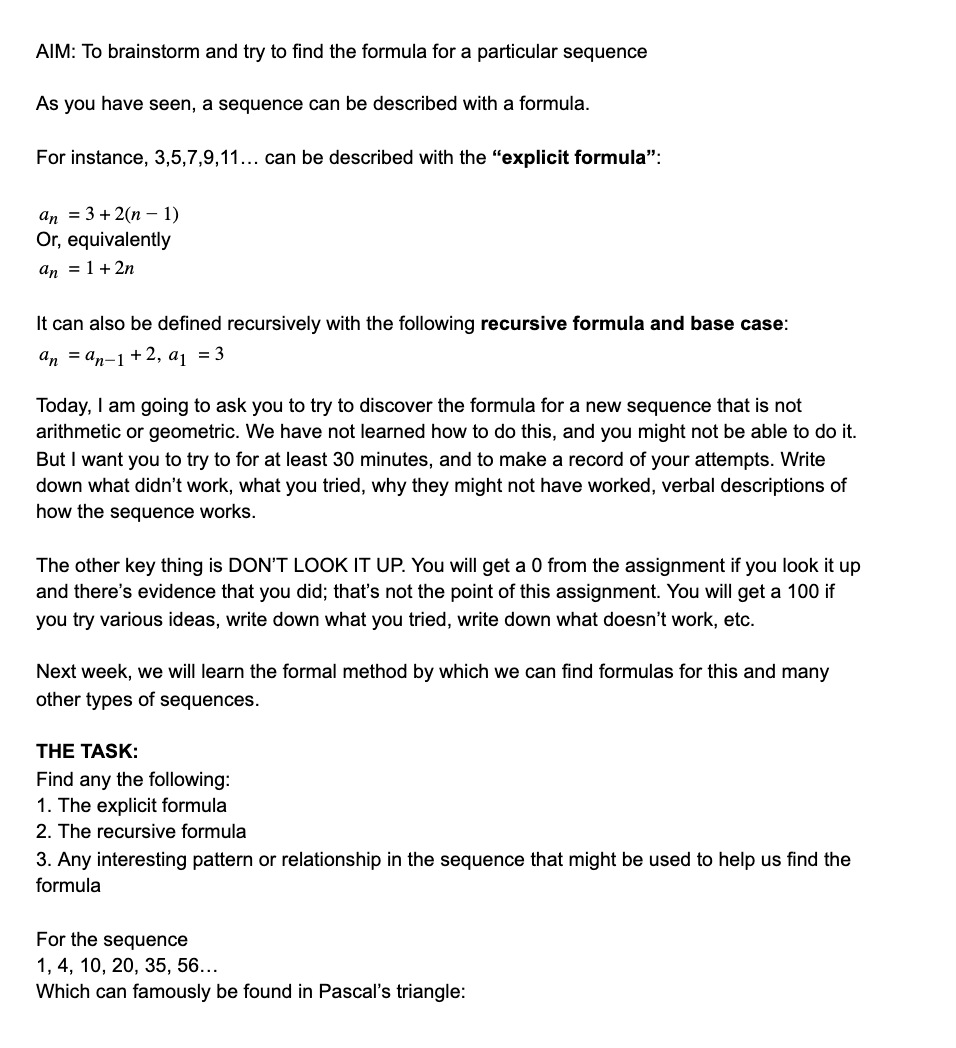 AIM: To brainstorm and try to find the formula for a particular sequence
As you have seen, a sequence can be described with a formula.
For instance, 3,5,7,9,11… can be described with the “explicit formula”:
aₙ = 3 + 2(n − 1)
Or, equivalently
aₙ = 1 + 2n
It can also be defined recursively with the following recursive formula and base case:
aₙ = aₙ₋₁ + 2, a₁ = 3
Today, I am going to ask you to try to discover the formula for a new sequence that is not
arithmetic or geometric. We have not learned how to do this, and you might not be able to do it.
But I want you to try to for at least 30 minutes, and to make a record of your attempts. Write
down what didn’t work, what you tried, why they might not have worked, verbal descriptions of
how the sequence works.
The other key thing is DON’T LOOK IT UP. You will get a 0 from the assignment if you look it up
and there’s evidence that you did; that’s not the point of this assignment. You will get a 100 if
you try various ideas, write down what you tried, write down what doesn’t work, etc.
Next week, we will learn the formal method by which we can find formulas for this and many
other types of sequences.
THE TASK:
Find any the following:
1. The explicit formula
2. The recursive formula
3. Any interesting pattern or relationship in the sequence that might be used to help us find the
formula
For the sequence
1, 4, 10, 20, 35, 56…
Which can famously be found in Pascal’s triangle: